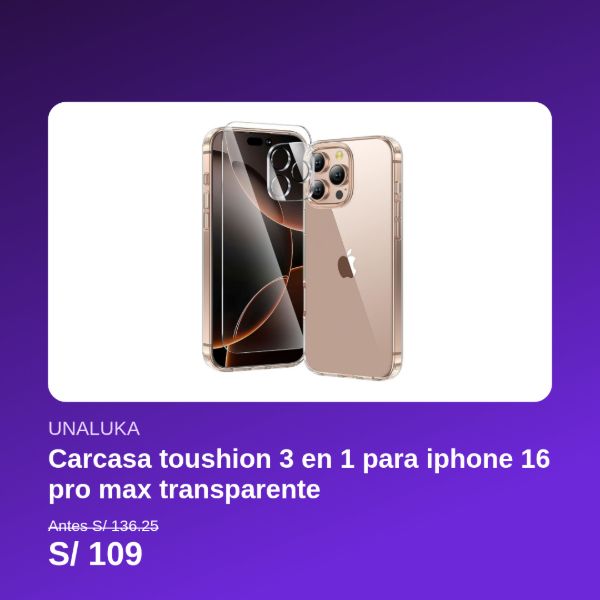 UNALUKA
Carcasa toushion 3 en 1 para iphone 16
pro max transparente
Antes S/ 136.25
S/ 109